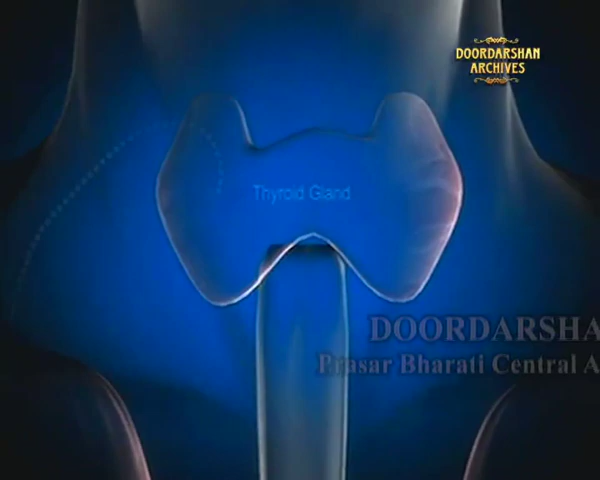 DOORDARSHAN
ARCHIVES
Thyroid Gland
DOORDARSHA
Prasar Bharati Central A